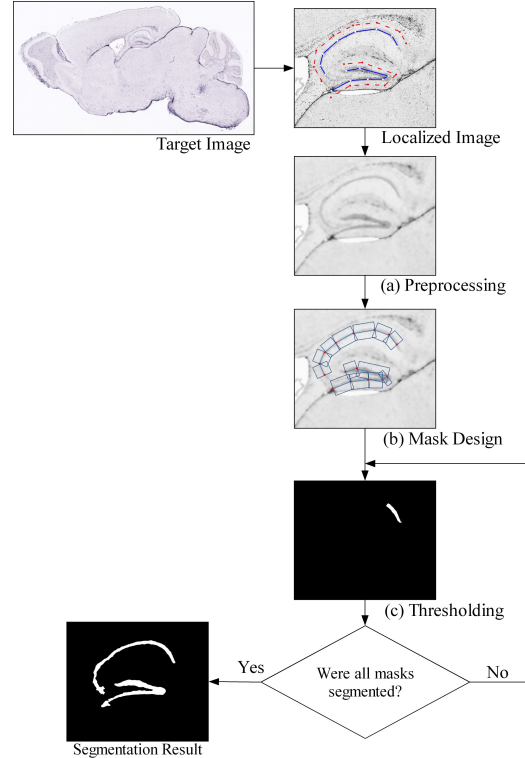 Target Image
Localized Image
(a) Preprocessing
(b) Mask Design
(c) Thresholding
Were all masks
segmented?
Yes
No
Segmentation Result